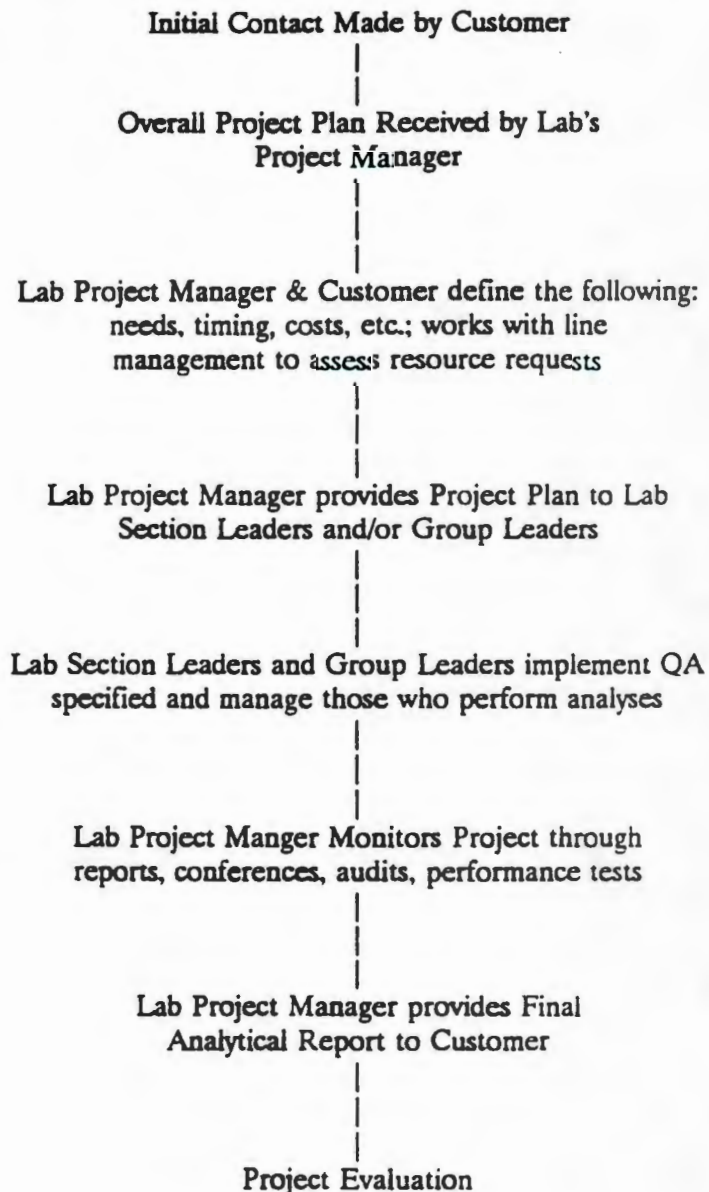 Initial Contact Made by Customer
Overall Project Plan Received by Lab's
Project Manager
Lab Project Manager & Customer define the following:
needs, timing, costs, etc.; works with line
management to assess resource requests
Lab Project Manager provides Project Plan to Lab
Section Leaders and/or Group Leaders
Lab Section Leaders and Group Leaders implement QA
specified and manage those who perform analyses
Lab Project Manger Monitors Project through
reports, conferences, audits, performance tests
Lab Project Manager provides Final
Analytical Report to Customer
Project Evaluation